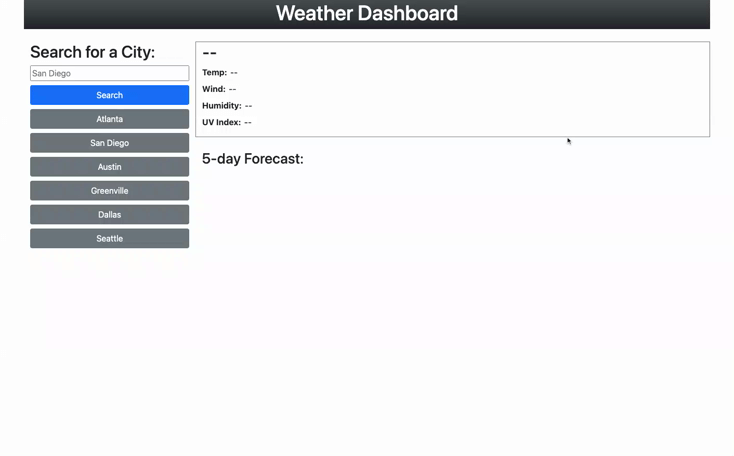 Weather Dashboard
Search for a City:
San Diego
Search
Atlanta
San Diego
Austin
Greenville
Dallas
Seattle
--
Temp: --
Wind: --
Humidity: --
UV Index: --
5-day Forecast: